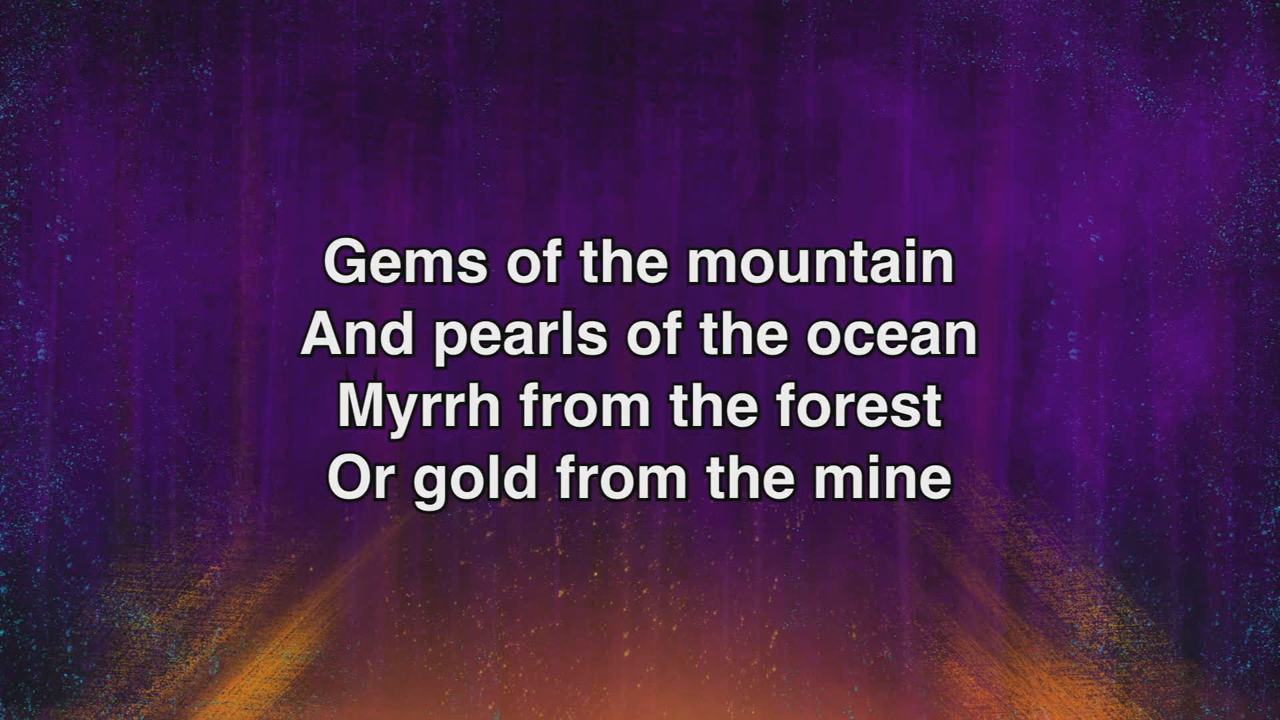 Gems of the mountain
And pearls of the ocean
Myrrh from the forest
Or gold from the mine